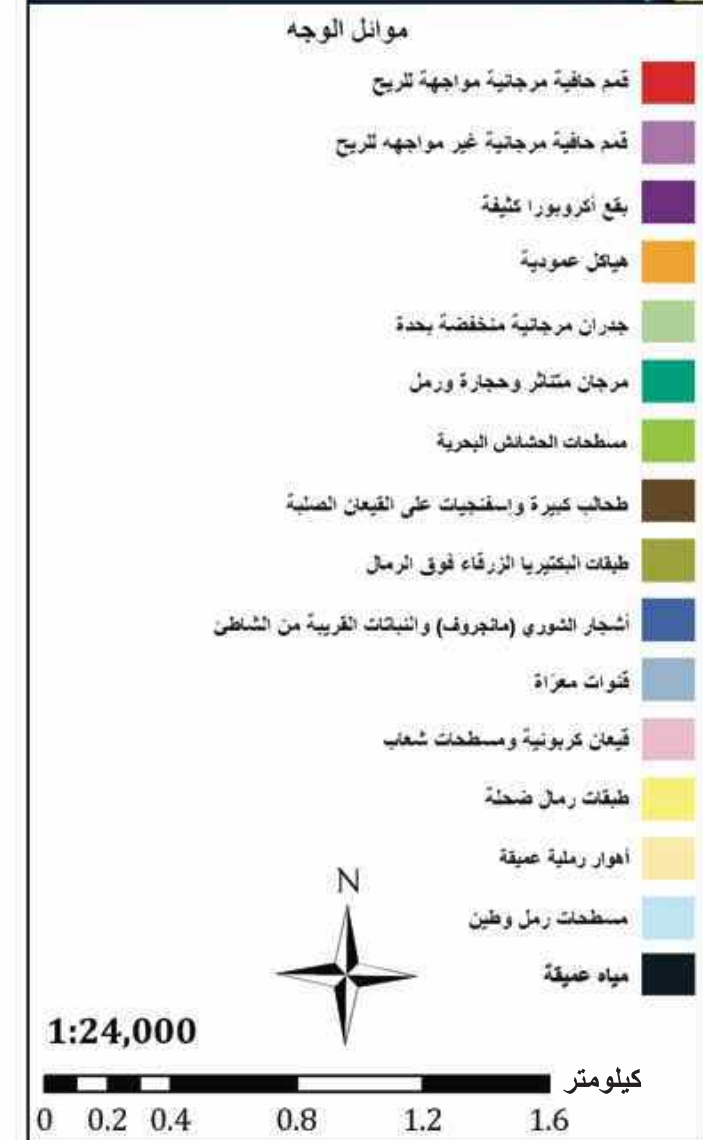 موائل الوجه
قمم حافية مرجانية مواجهة للريح
قمم حافية مرجانية غير مواجهه للريح
بقع أكروبورا كثيفة
هياكل عمودية
جدران مرجانية منخفضة بحدة
مرجان متناثر وحجارة ورمل
مسطحات الحشائش البحرية
طحالب كبيرة وإسفنجيات على القيعان الصلبة
طبقات البكتيريا الزرقاء فوق الرمال
أشجار الشوري (مانجروف) والنباتات القريبة من الشاطئ
قنوات معرّاة
قيعان كربونية ومسطحات شعاب
طبقات رمال ضحلة
أهوار رملية عميقة
مسطحات رمل وطين
مياه عميقة
N
1:24,000
كيلومتر
0 0.2 0.4 0.8 1.2 1.6